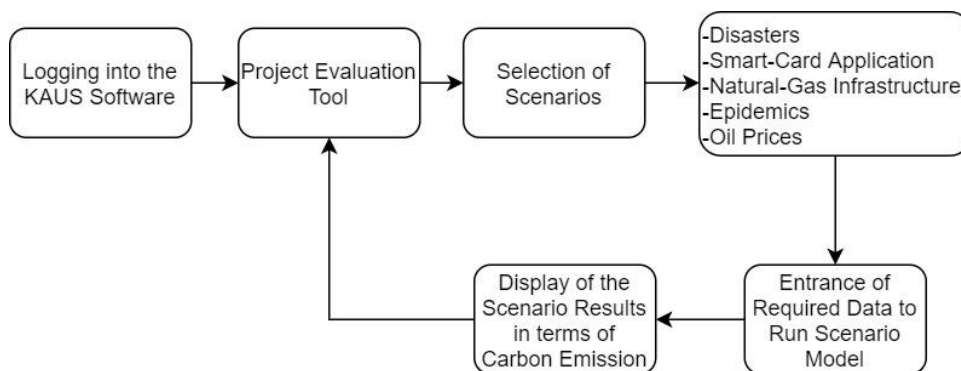 Logging into the
KAUS Software
Project Evaluation
Tool
Selection of
Scenarios
-Disasters
-Smart-Card Application
-Natural-Gas Infrastructure
-Epidemics
-Oil Prices
Entrance of
Required Data to
Run Scenario
Model
Display of the
Scenario Results
in terms of
Carbon Emission